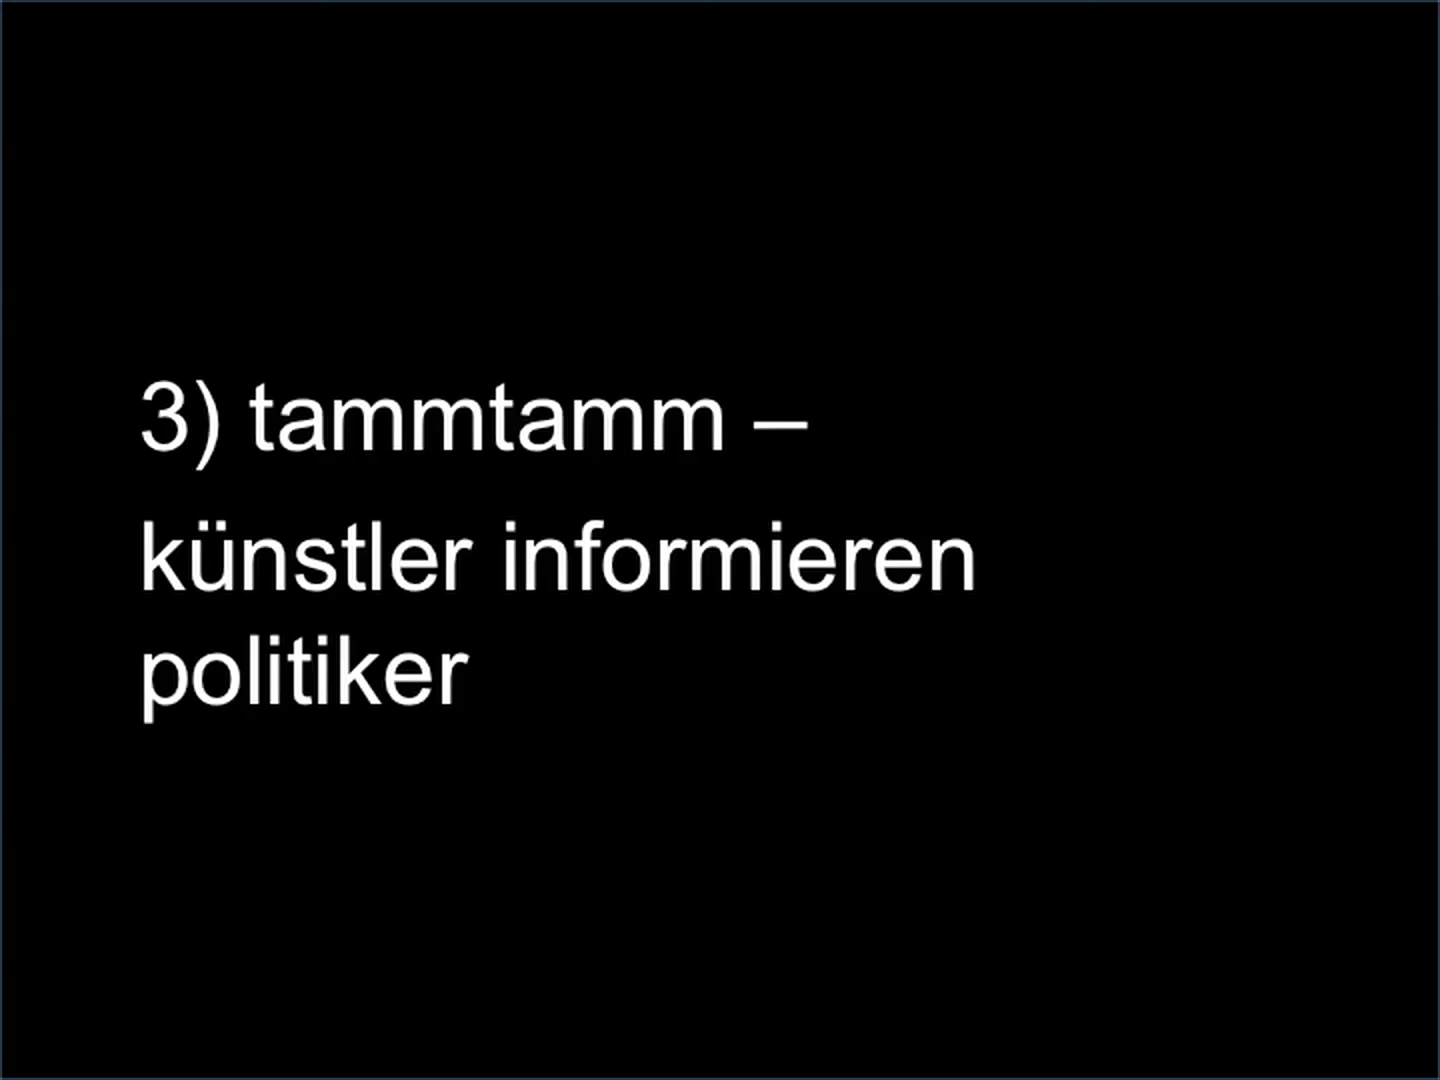 3) tammtamm –
künstler informieren
politiker